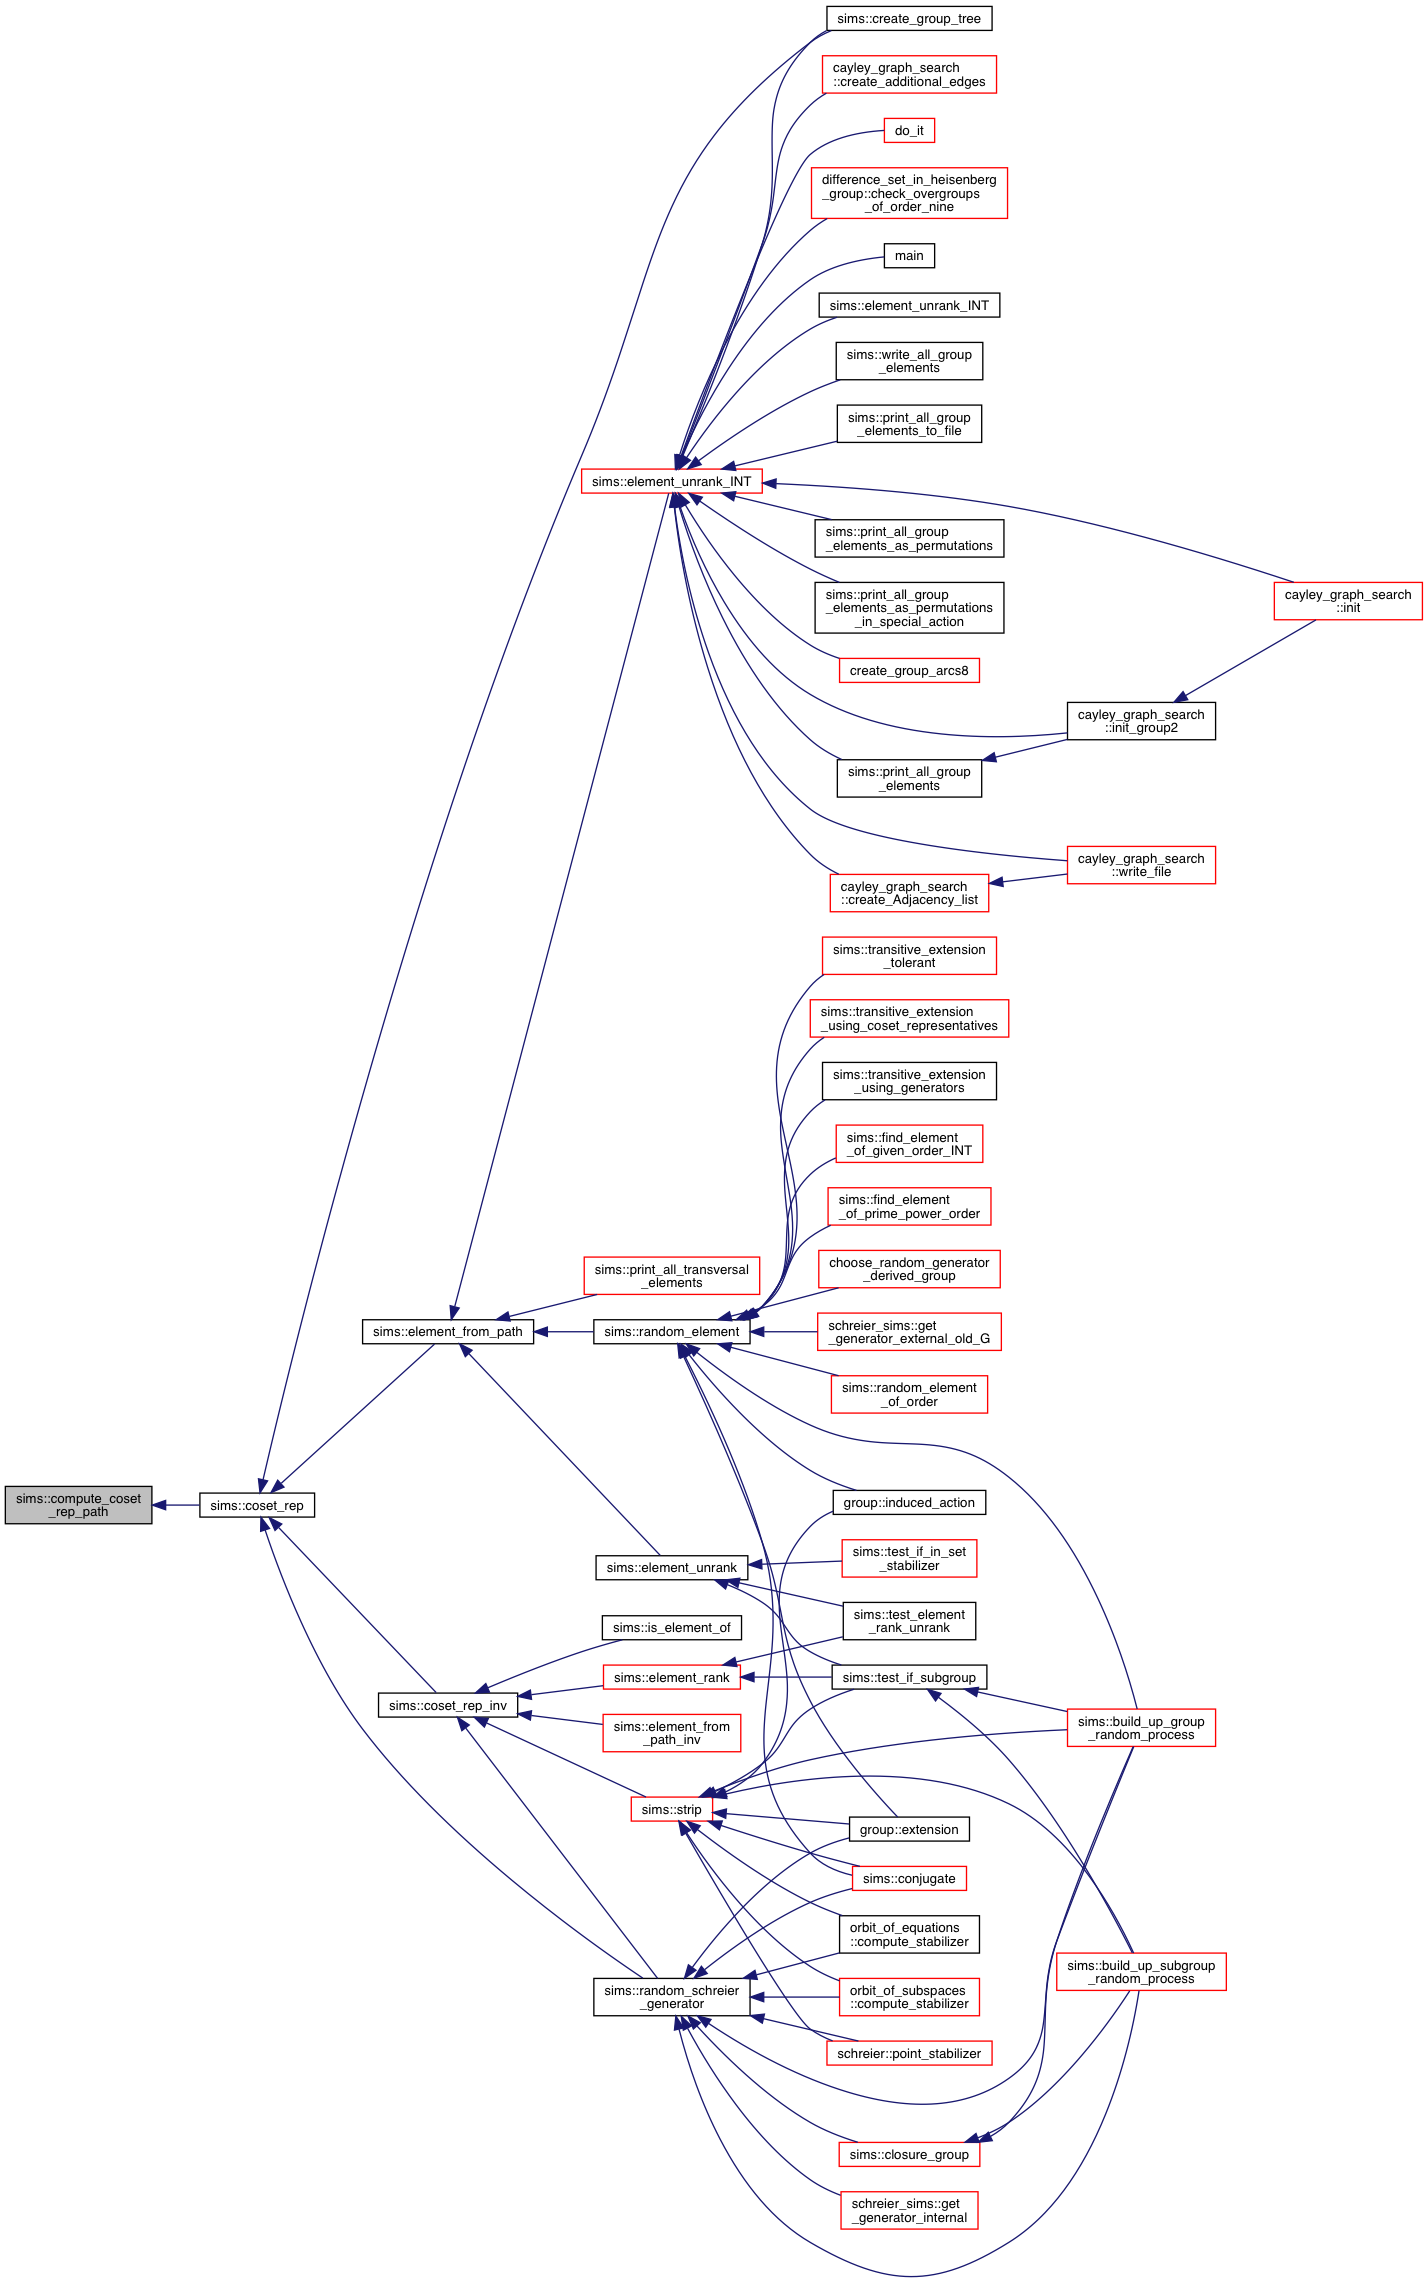 sims::create_group_tree
cayley_graph_search
::create_additional_edges
do_it
difference_set_in_heisenberg
_group::check_overgroups
_of_order_nine
main
sims::element_unrank_INT
sims::write_all_group
_elements
sims::print_all_group
_elements_to_file
sims::element_unrank_INT
sims::print_all_group
_elements_as_permutations
sims::print_all_group
_elements_as_permutations
_in_special_action
cayley_graph_search
::init
create_group_arcs8
cayley_graph_search
::init_group2
sims::print_all_group
_elements
cayley_graph_search
::write_file
cayley_graph_search
::create_Adjacency_list
sims::transitive_extension
_tolerant
sims::transitive_extension
_using_coset_representatives
sims::transitive_extension
_using_generators
sims::find_element
_of_given_order_INT
sims::find_element
_of_prime_power_order
sims::print_all_transversal
_elements
choose_random_generator
_derived_group
sims::element_from_path
sims::random_element
schreier_sims::get
_generator_external_old_G
sims::random_element
_of_order
sims::compute_coset
_rep_path
sims::coset_rep
group::induced_action
sims::element_unrank
sims::test_if_in_set
_stabilizer
sims::is_element_of
sims::test_element
_rank_unrank
sims::element_rank
sims::test_if_subgroup
sims::coset_rep_inv
sims::element_from
_path_inv
sims::build_up_group
_random_process
sims::strip
group::extension
sims::conjugate
orbit_of_equations
::compute_stabilizer
sims::build_up_subgroup
_random_process
sims::random_schreier
_generator
orbit_of_subspaces
::compute_stabilizer
schreier::point_stabilizer
sims::closure_group
schreier_sims::get
_generator_internal